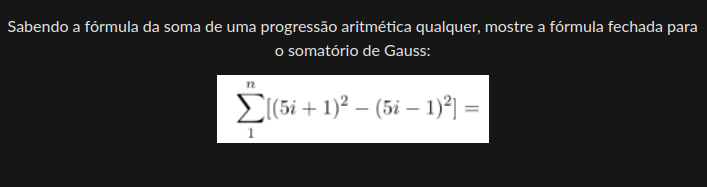 Sabendo a fórmula da soma de uma progressão aritmética qualquer, mostre a fórmula fechada para
o somatório de Gauss:
n
∑[(5i + 1)² − (5i − 1)²] =
1